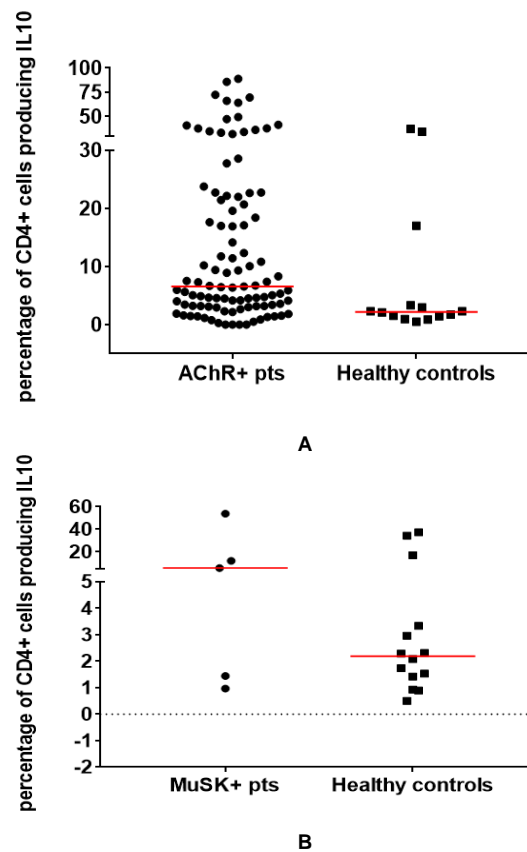 percentage of CD4+ cells producing IL10
100
75
50
30
20
10
0
AChR+ pts
Healthy controls
A
percentage of CD4+ cells producing IL10
60
40
20
5
4
3
2
1
0
-1
-2
MuSK+ pts
Healthy controls
B